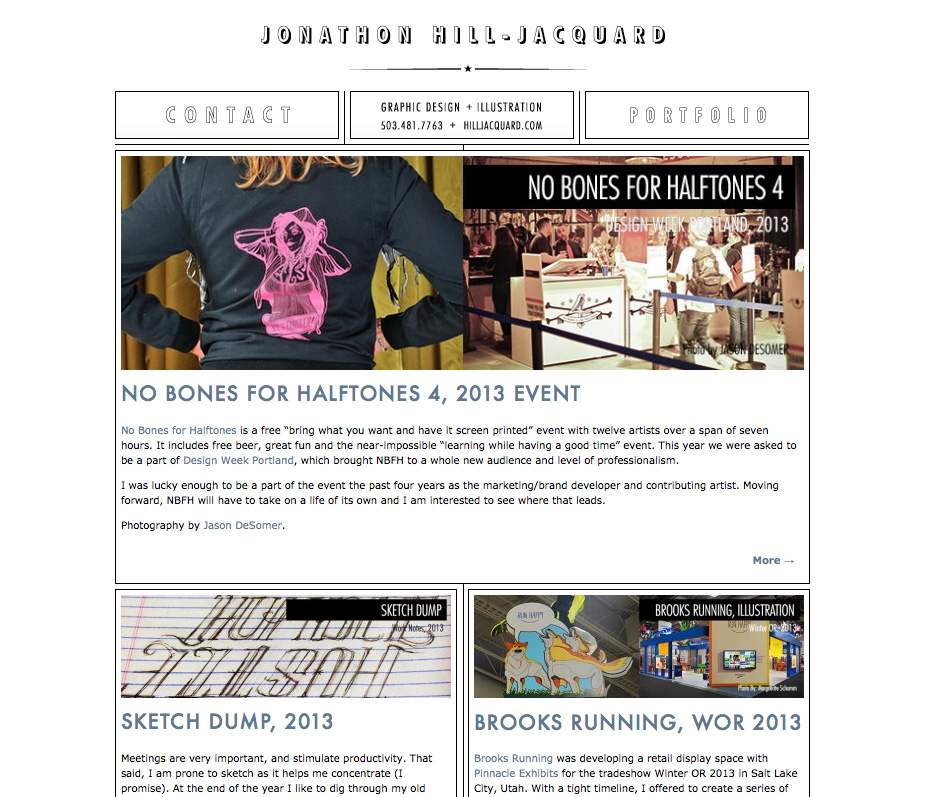 JONATHON HILL-JACQUARD
CONTACT
GRAPHIC DESIGN + ILLUSTRATION
503.481.7763 + HILLJACQUARD.COM
PORTFOLIO
NO BONES FOR HALFTONES 4
DESIGN WEEK PORTLAND, 2013
Photo by JASON DESOMER
NO BONES FOR HALFTONES 4, 2013 EVENT
No Bones for Halftones is a free “bring what you want and have it screen printed” event with twelve artists over a span of seven
hours. It includes free beer, great fun and the near-impossible “learning while having a good time” event. This year we were asked to
be a part of Design Week Portland, which brought NBFH to a whole new audience and level of professionalism.
I was lucky enough to be a part of the event the past four years as the marketing/brand developer and contributing artist. Moving
forward, NBFH will have to take on a life of its own and I am interested to see where that leads.
Photography by Jason DeSomer.
More →
SKETCH DUMP
Work Notes, 2013
SKETCH DUMP, 2013
Meetings are very important, and stimulate productivity. That
said, I am prone to sketch as it helps me concentrate (I
promise). At the end of the year I like to dig through my old
RUN HAPPY
BROOKS RUNNING, ILLUSTRATION
Winter OR 2013
Photo By: Marguerite Schumm
BROOKS RUNNING, WOR 2013
Brooks Running was developing a retail display space with
Pinnacle Exhibits for the tradeshow Winter OR 2013 in Salt Lake
City, Utah. With a tight timeline, I offered to create a series of